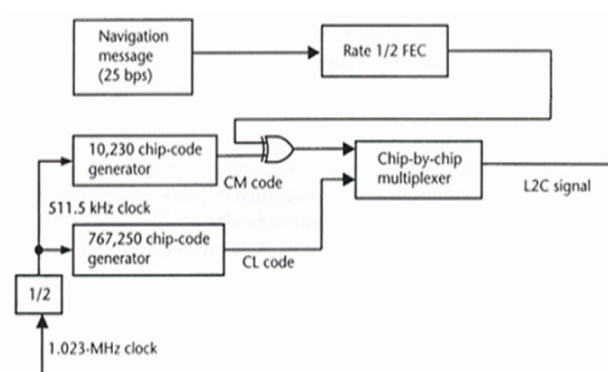 Navigation
message
(25 bps)
Rate 1/2 FEC
10,230 chip-code
generator
CM code
Chip-by-chip
multiplexer
L2C signal
511.5 kHz clock
767,250 chip-code
generator
CL code
1/2
1.023-MHz clock